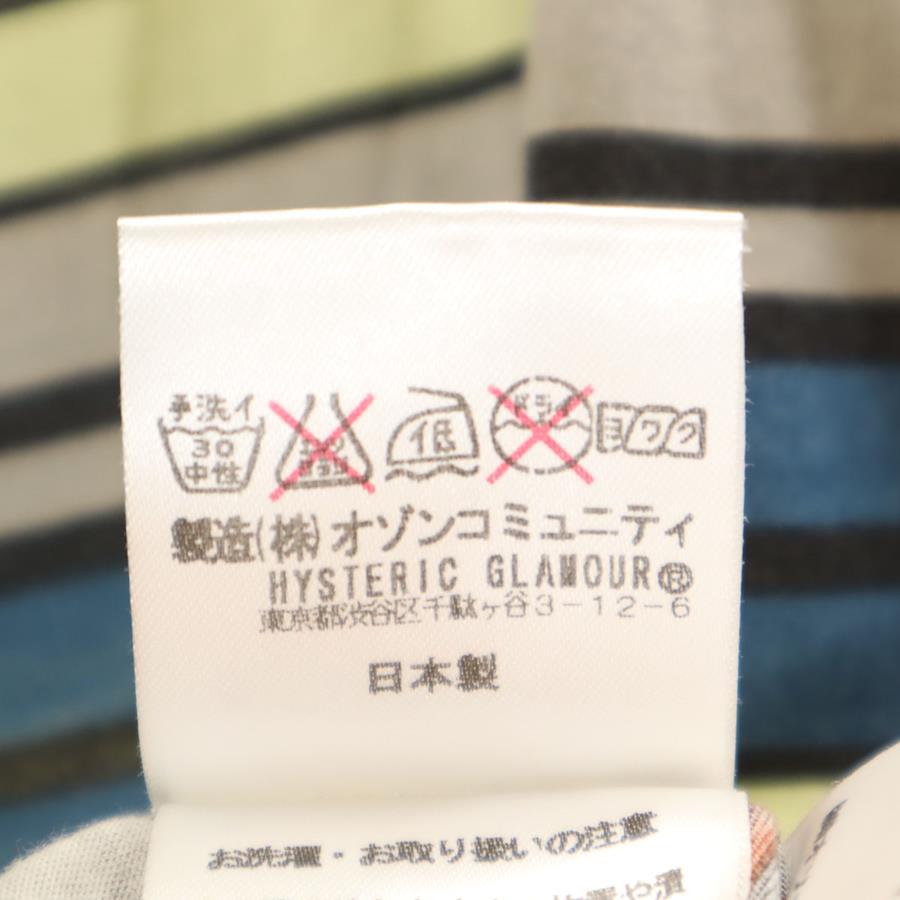 手洗イ 30 中性 低 ドライ ヨワク
製造(株)オゾンコミュニティ
HYSTERIC GLAMOUR®
東京都渋谷区千駄ヶ谷3-12-6
日本製
お洗濯・お取り扱いの注意